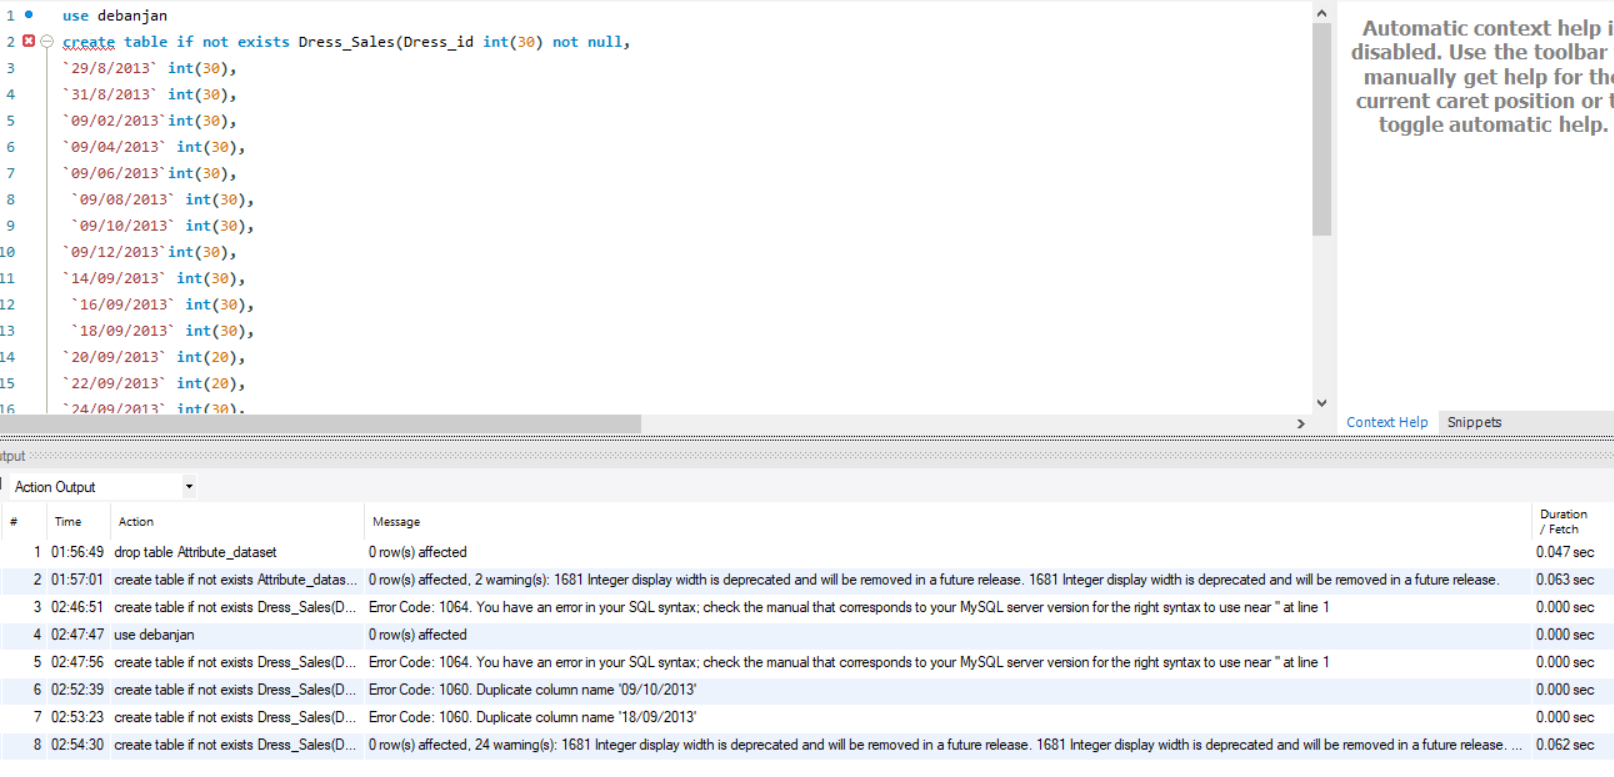 1 use debanjan
2 create table if not exists Dress_Sales(Dress_id int(30) not null,
3 `29/8/2013` int(30),
4 `31/8/2013` int(30),
5 `09/02/2013`int(30),
6 `09/04/2013` int(30),
7 `09/06/2013`int(30),
8 `09/08/2013` int(30),
9 `09/10/2013` int(30),
10 `09/12/2013`int(30),
11 `14/09/2013` int(30),
12 `16/09/2013` int(30),
13 `18/09/2013` int(30),
14 `20/09/2013` int(20),
15 `22/09/2013` int(20),
16 `24/09/2013` int(30),
Automatic context help i
disabled. Use the toolbar
manually get help for the
current caret position or t
toggle automatic help.
Context Help Snippets
utput
Action Output
# Time Action Message Duration / Fetch
1 01:56:49 drop table Attribute_dataset 0 row(s) affected 0.047 sec
2 01:57:01 create table if not exists Attribute_datas... 0 row(s) affected, 2 warning(s): 1681 Integer display width is deprecated and will be removed in a future release. 1681 Integer display width is deprecated and will be removed in a future release. 0.063 sec
3 02:46:51 create table if not exists Dress_Sales(D... Error Code: 1064. You have an error in your SQL syntax; check the manual that corresponds to your MySQL server version for the right syntax to use near '' at line 1 0.000 sec
4 02:47:47 use debanjan 0 row(s) affected 0.000 sec
5 02:47:56 create table if not exists Dress_Sales(D... Error Code: 1064. You have an error in your SQL syntax; check the manual that corresponds to your MySQL server version for the right syntax to use near '' at line 1 0.000 sec
6 02:52:39 create table if not exists Dress_Sales(D... Error Code: 1060. Duplicate column name '09/10/2013' 0.000 sec
7 02:53:23 create table if not exists Dress_Sales(D... Error Code: 1060. Duplicate column name '18/09/2013' 0.000 sec
8 02:54:30 create table if not exists Dress_Sales(D... 0 row(s) affected, 24 warning(s): 1681 Integer display width is deprecated and will be removed in a future release. 1681 Integer display width is deprecated and will be removed in a future release. ... 0.062 sec